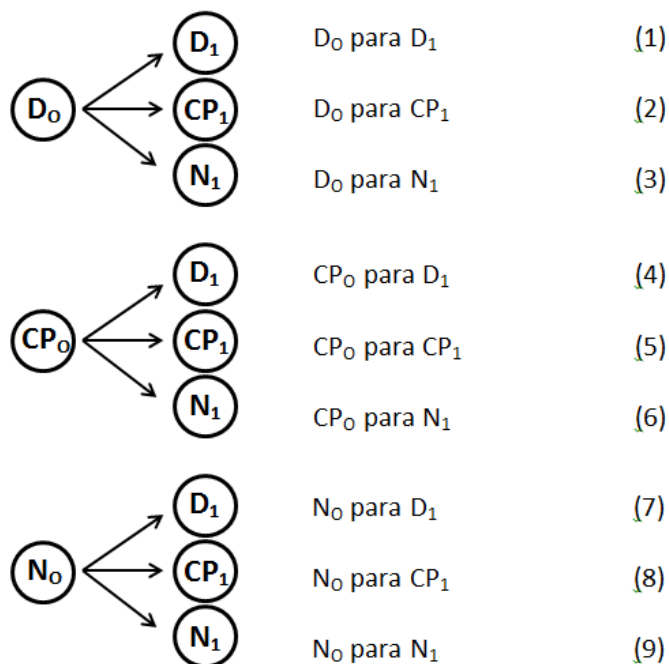 D₁
D₀ para D₁ (1)
D₀
CP₁
D₀ para CP₁ (2)
N₁
D₀ para N₁ (3)
D₁
CP₀ para D₁ (4)
CP₀
CP₁
CP₀ para CP₁ (5)
N₁
CP₀ para N₁ (6)
D₁
N₀ para D₁ (7)
N₀
CP₁
N₀ para CP₁ (8)
N₁
N₀ para N₁ (9)